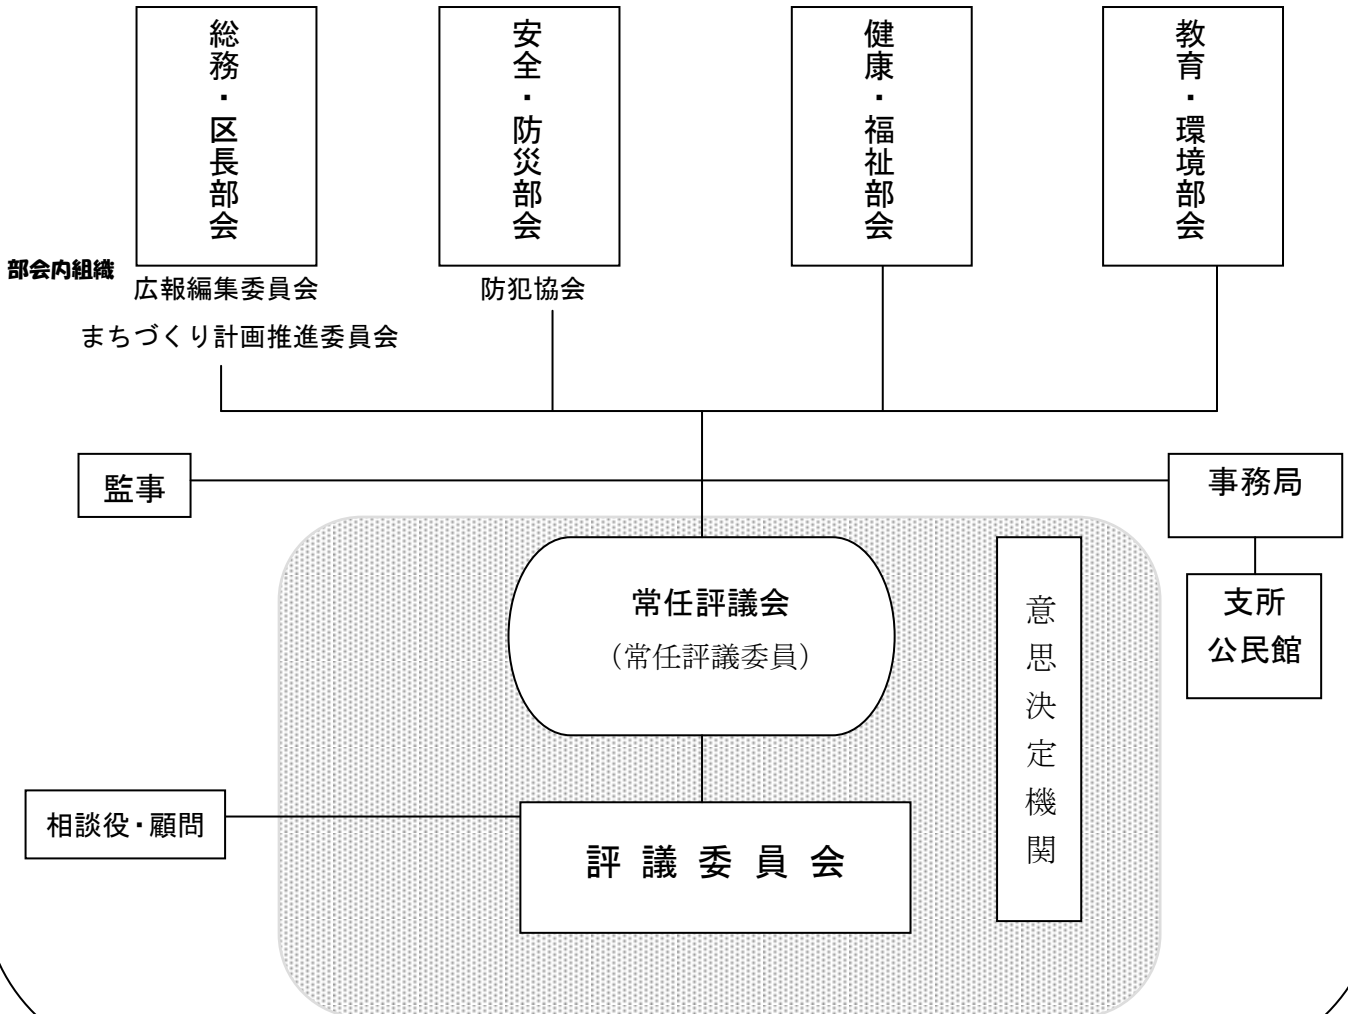 総務・区長部会
安全・防災部会
健康・福祉部会
教育・環境部会
部会内組織
広報編集委員会
防犯協会
まちづくり計画推進委員会
監事
事務局
常任評議会
（常任評議委員）
意思決定機関
支所
公民館
相談役・顧問
評議委員会